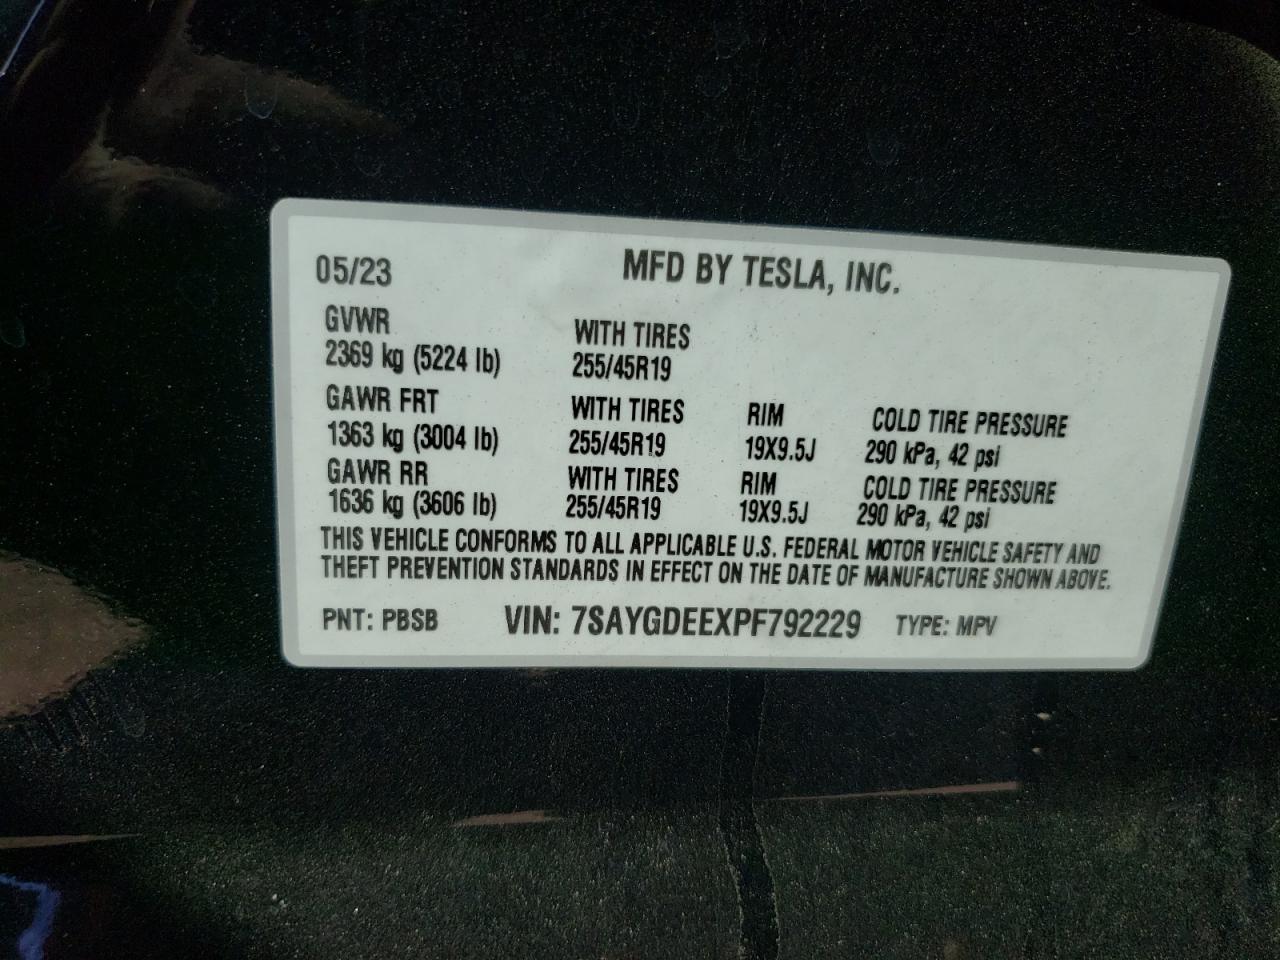 05/23 MFD BY TESLA, INC.
GVWR WITH TIRES
2369 kg (5224 lb) 255/45R19
GAWR FRT WITH TIRES RIM COLD TIRE PRESSURE
1363 kg (3004 lb) 255/45R19 19X9.5J 290 kPa, 42 psi
GAWR RR WITH TIRES RIM COLD TIRE PRESSURE
1636 kg (3606 lb) 255/45R19 19X9.5J 290 kPa, 42 psi
THIS VEHICLE CONFORMS TO ALL APPLICABLE U.S. FEDERAL MOTOR VEHICLE SAFETY AND
THEFT PREVENTION STANDARDS IN EFFECT ON THE DATE OF MANUFACTURE SHOWN ABOVE.
PNT: PBSB VIN: 7SAYGDEEXPF792229 TYPE: MPV